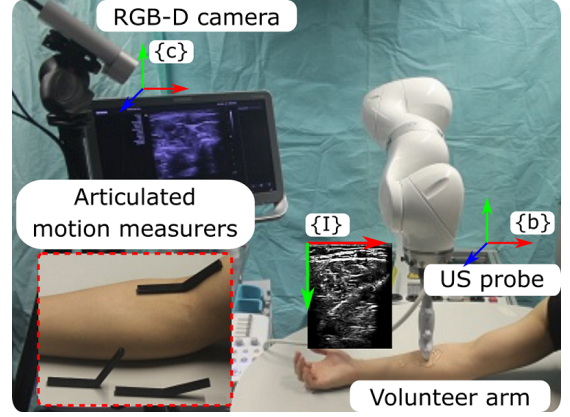 RGB-D camera
{c}
Articulated
motion measurers
{I}
{b}
US probe
Volunteer arm